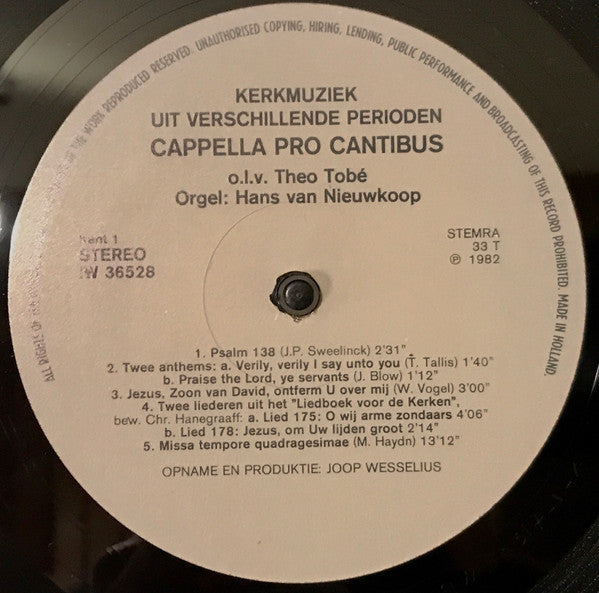 OF THE WORK REPRODUCED RESERVED. UNAUTHORISED COPYING, HIRING, LENDING, PUBLIC PERFORMANCE AND BROADCASTING OF THIS RECORD PROHIBITED. MADE IN HOLLAND.
ALL RIGHTS OF
KERKMUZIEK
UIT VERSCHILLENDE PERIODEN
CAPPELLA PRO CANTIBUS
o.l.v. Theo Tobé
Orgel: Hans van Nieuwkoop
kant 1
STEREO
IW 36528
STEMRA
33 T
℗ 1982
1. Psalm 138 (J.P. Sweelinck) 2'31"
2. Twee anthems: a. Verily, verily I say unto you (T. Tallis) 1'40"
b. Praise the Lord, ye servants (J. Blow) 1'12"
3. Jezus, Zoon van David, ontferm U over mij (W. Vogel) 3'00"
4. Twee liederen uit het "Liedboek voor de Kerken",
bew. Chr. Hanegraaff: a. Lied 175: O wij arme zondaars 4'06"
b. Lied 178: Jezus, om Uw lijden groot 2'14"
5. Missa tempore quadragesimae (M. Haydn) 13'12"
OPNAME EN PRODUKTIE: JOOP WESSELIUS